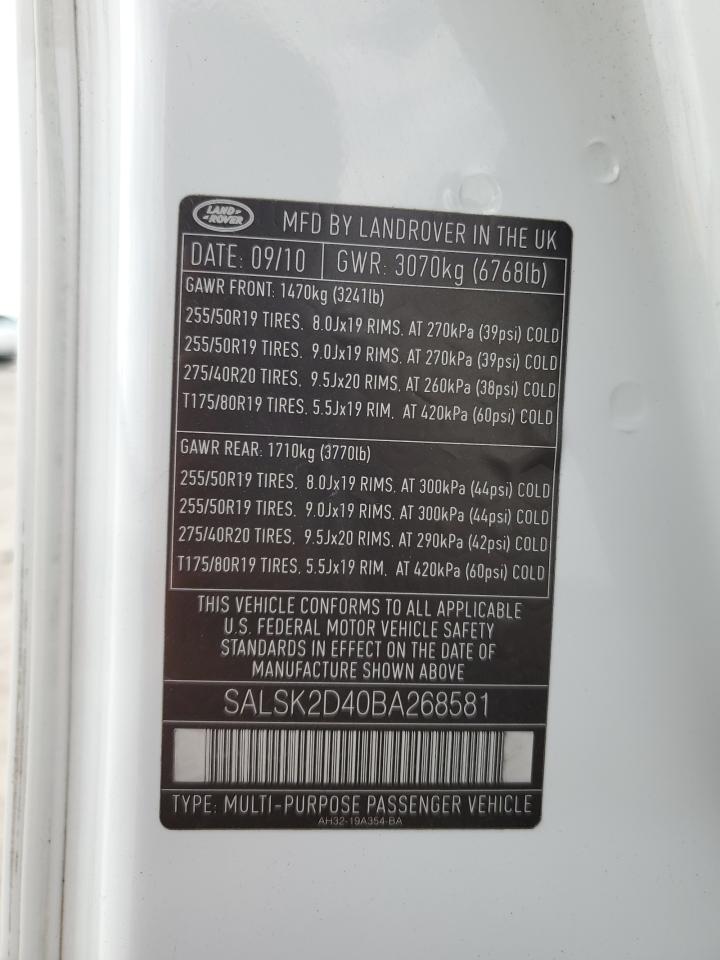 LAND ROVER
MFD BY LANDROVER IN THE UK
DATE: 09/10 GWR: 3070kg (6768lb)
GAWR FRONT: 1470kg (3241lb)
255/50R19 TIRES, 8.0Jx19 RIMS, AT 270kPa (39psi) COLD
255/50R19 TIRES, 9.0Jx19 RIMS, AT 270kPa (39psi) COLD
275/40R20 TIRES, 9.5Jx20 RIMS, AT 260kPa (38psi) COLD
T175/80R19 TIRES, 5.5Jx19 RIM, AT 420kPa (60psi) COLD
GAWR REAR: 1710kg (3770lb)
255/50R19 TIRES, 8.0Jx19 RIMS, AT 300kPa (44psi) COLD
255/50R19 TIRES, 9.0Jx19 RIMS, AT 300kPa (44psi) COLD
275/40R20 TIRES, 9.5Jx20 RIMS, AT 290kPa (42psi) COLD
T175/80R19 TIRES, 5.5Jx19 RIM, AT 420kPa (60psi) COLD
THIS VEHICLE CONFORMS TO ALL APPLICABLE
U.S. FEDERAL MOTOR VEHICLE SAFETY
STANDARDS IN EFFECT ON THE DATE OF
MANUFACTURE SHOWN ABOVE
SALSK2D40BA268581
TYPE: MULTI-PURPOSE PASSENGER VEHICLE
AH32-19A354-BA